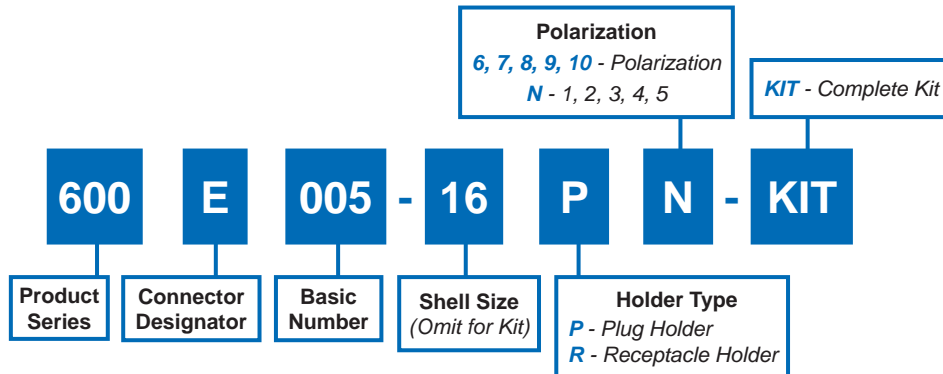 Polarization
6, 7, 8, 9, 10 - Polarization
N - 1, 2, 3, 4, 5
KIT - Complete Kit
600 E 005 - 16 P N - KIT
Product
Series
Connector
Designator
Basic
Number
Shell Size
(Omit for Kit)
Holder Type
P - Plug Holder
R - Receptacle Holder